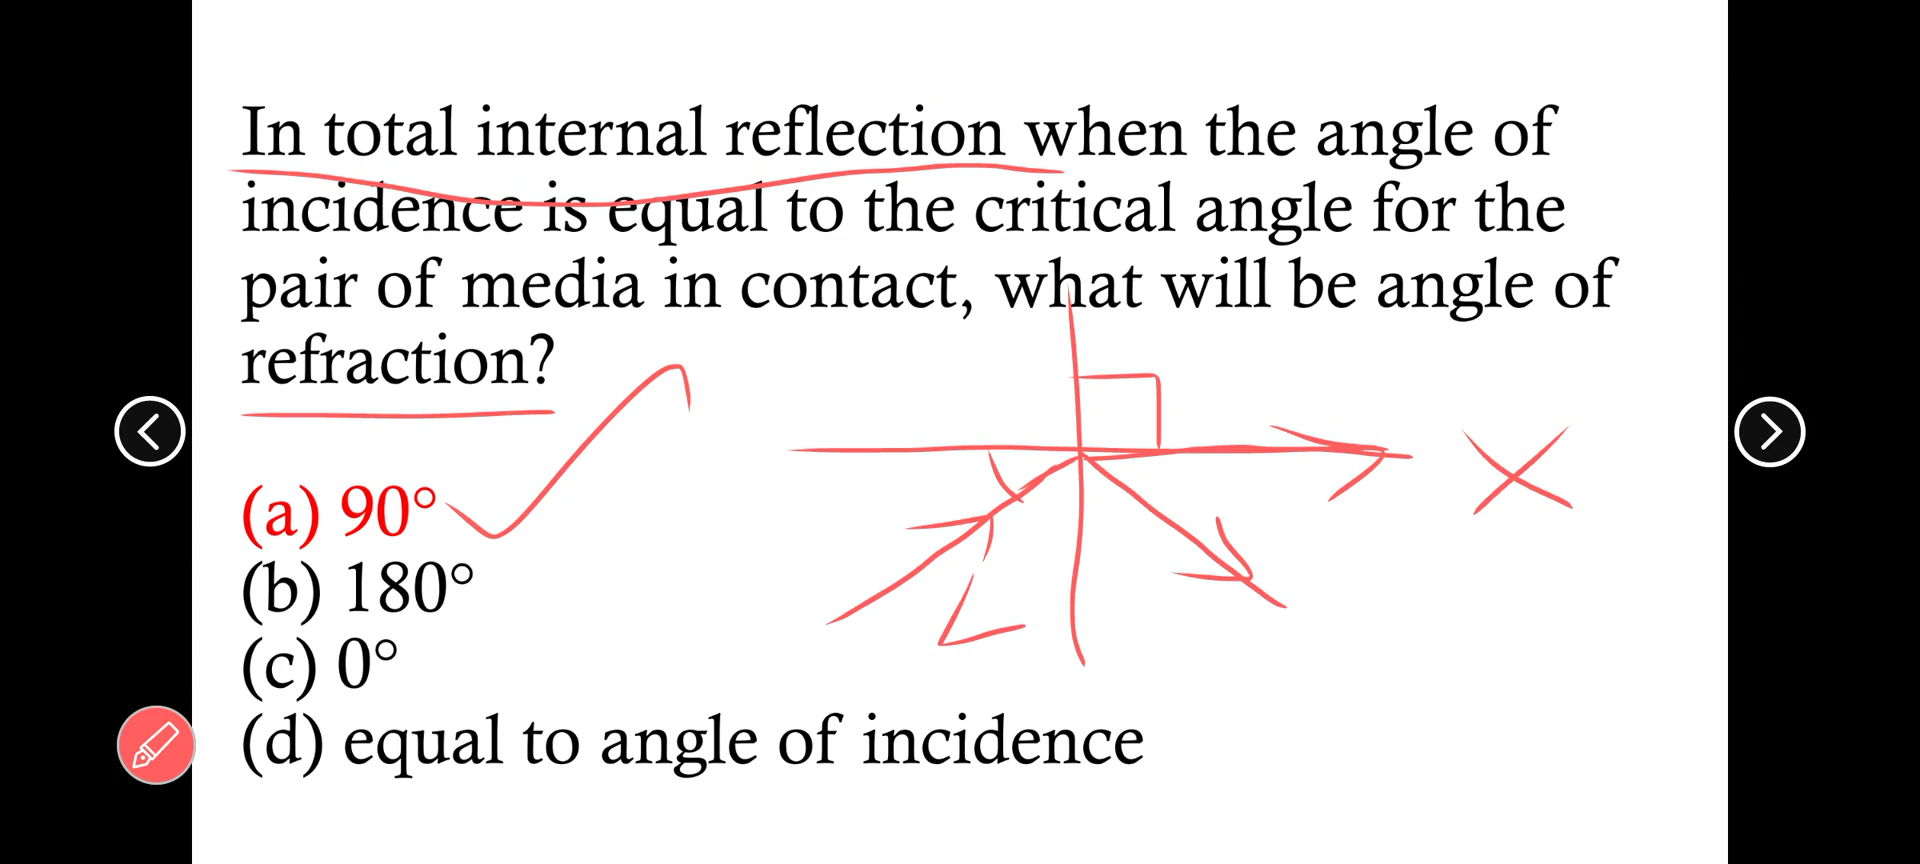 In total internal reflection when the angle of
incidence is equal to the critical angle for the
pair of media in contact, what will be angle of
refraction?
(a) 90°
(b) 180°
(c) 0°
(d) equal to angle of incidence